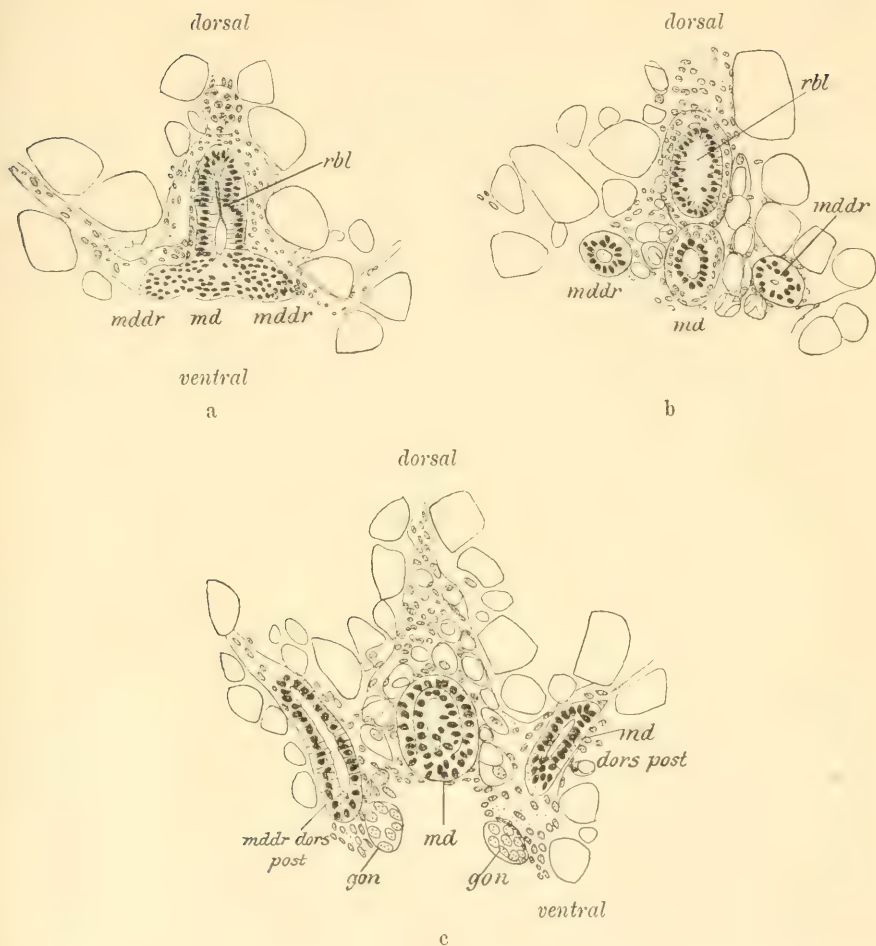 dorsal
rbl
mddr md mddr
ventral
a
dorsal
rbl
mddr
mddr
md
b
dorsal
md
dors post
mddr dors
post
gon
md
gon
ventral
c